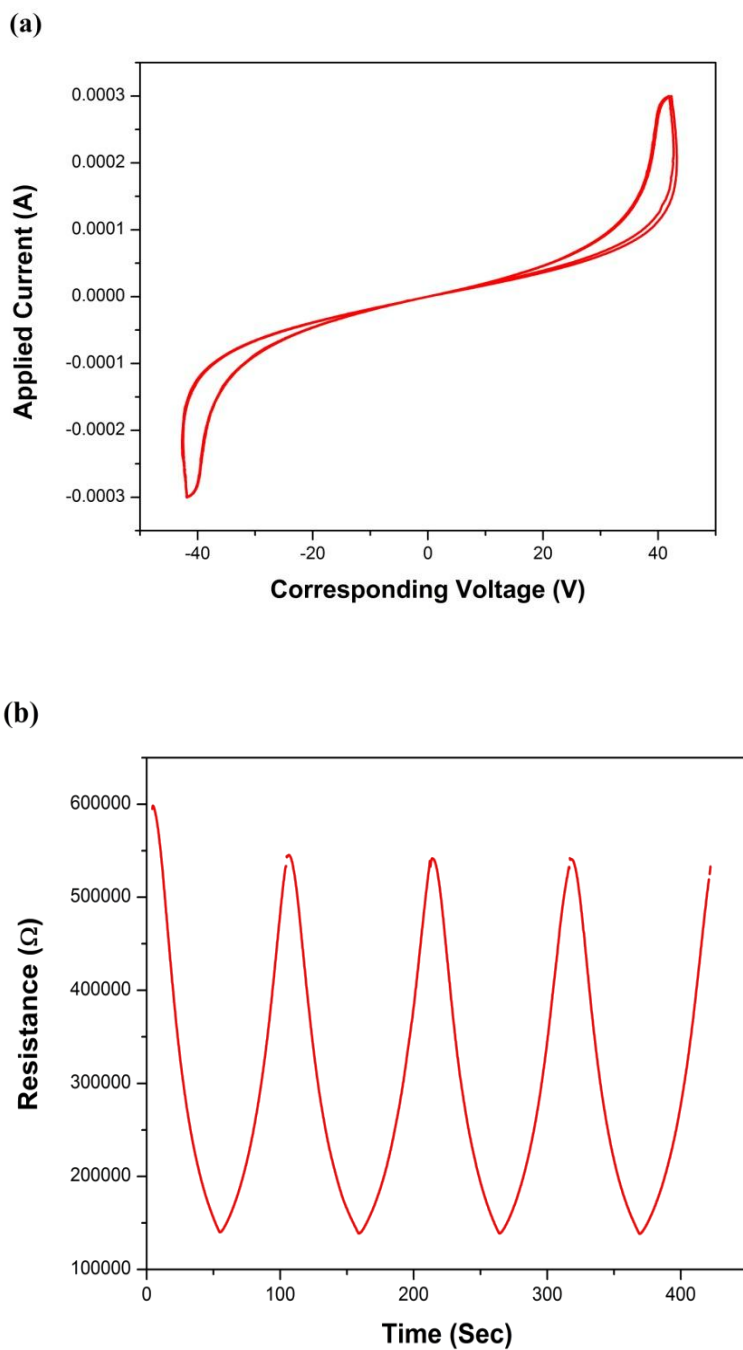 (a)
0.0003
0.0002
0.0001
0.0000
-0.0001
-0.0002
-0.0003
Applied Current (A)
-40 -20 0 20 40
Corresponding Voltage (V)
(b)
600000
500000
400000
300000
200000
100000
Resistance (Ω)
0 100 200 300 400
Time (Sec)